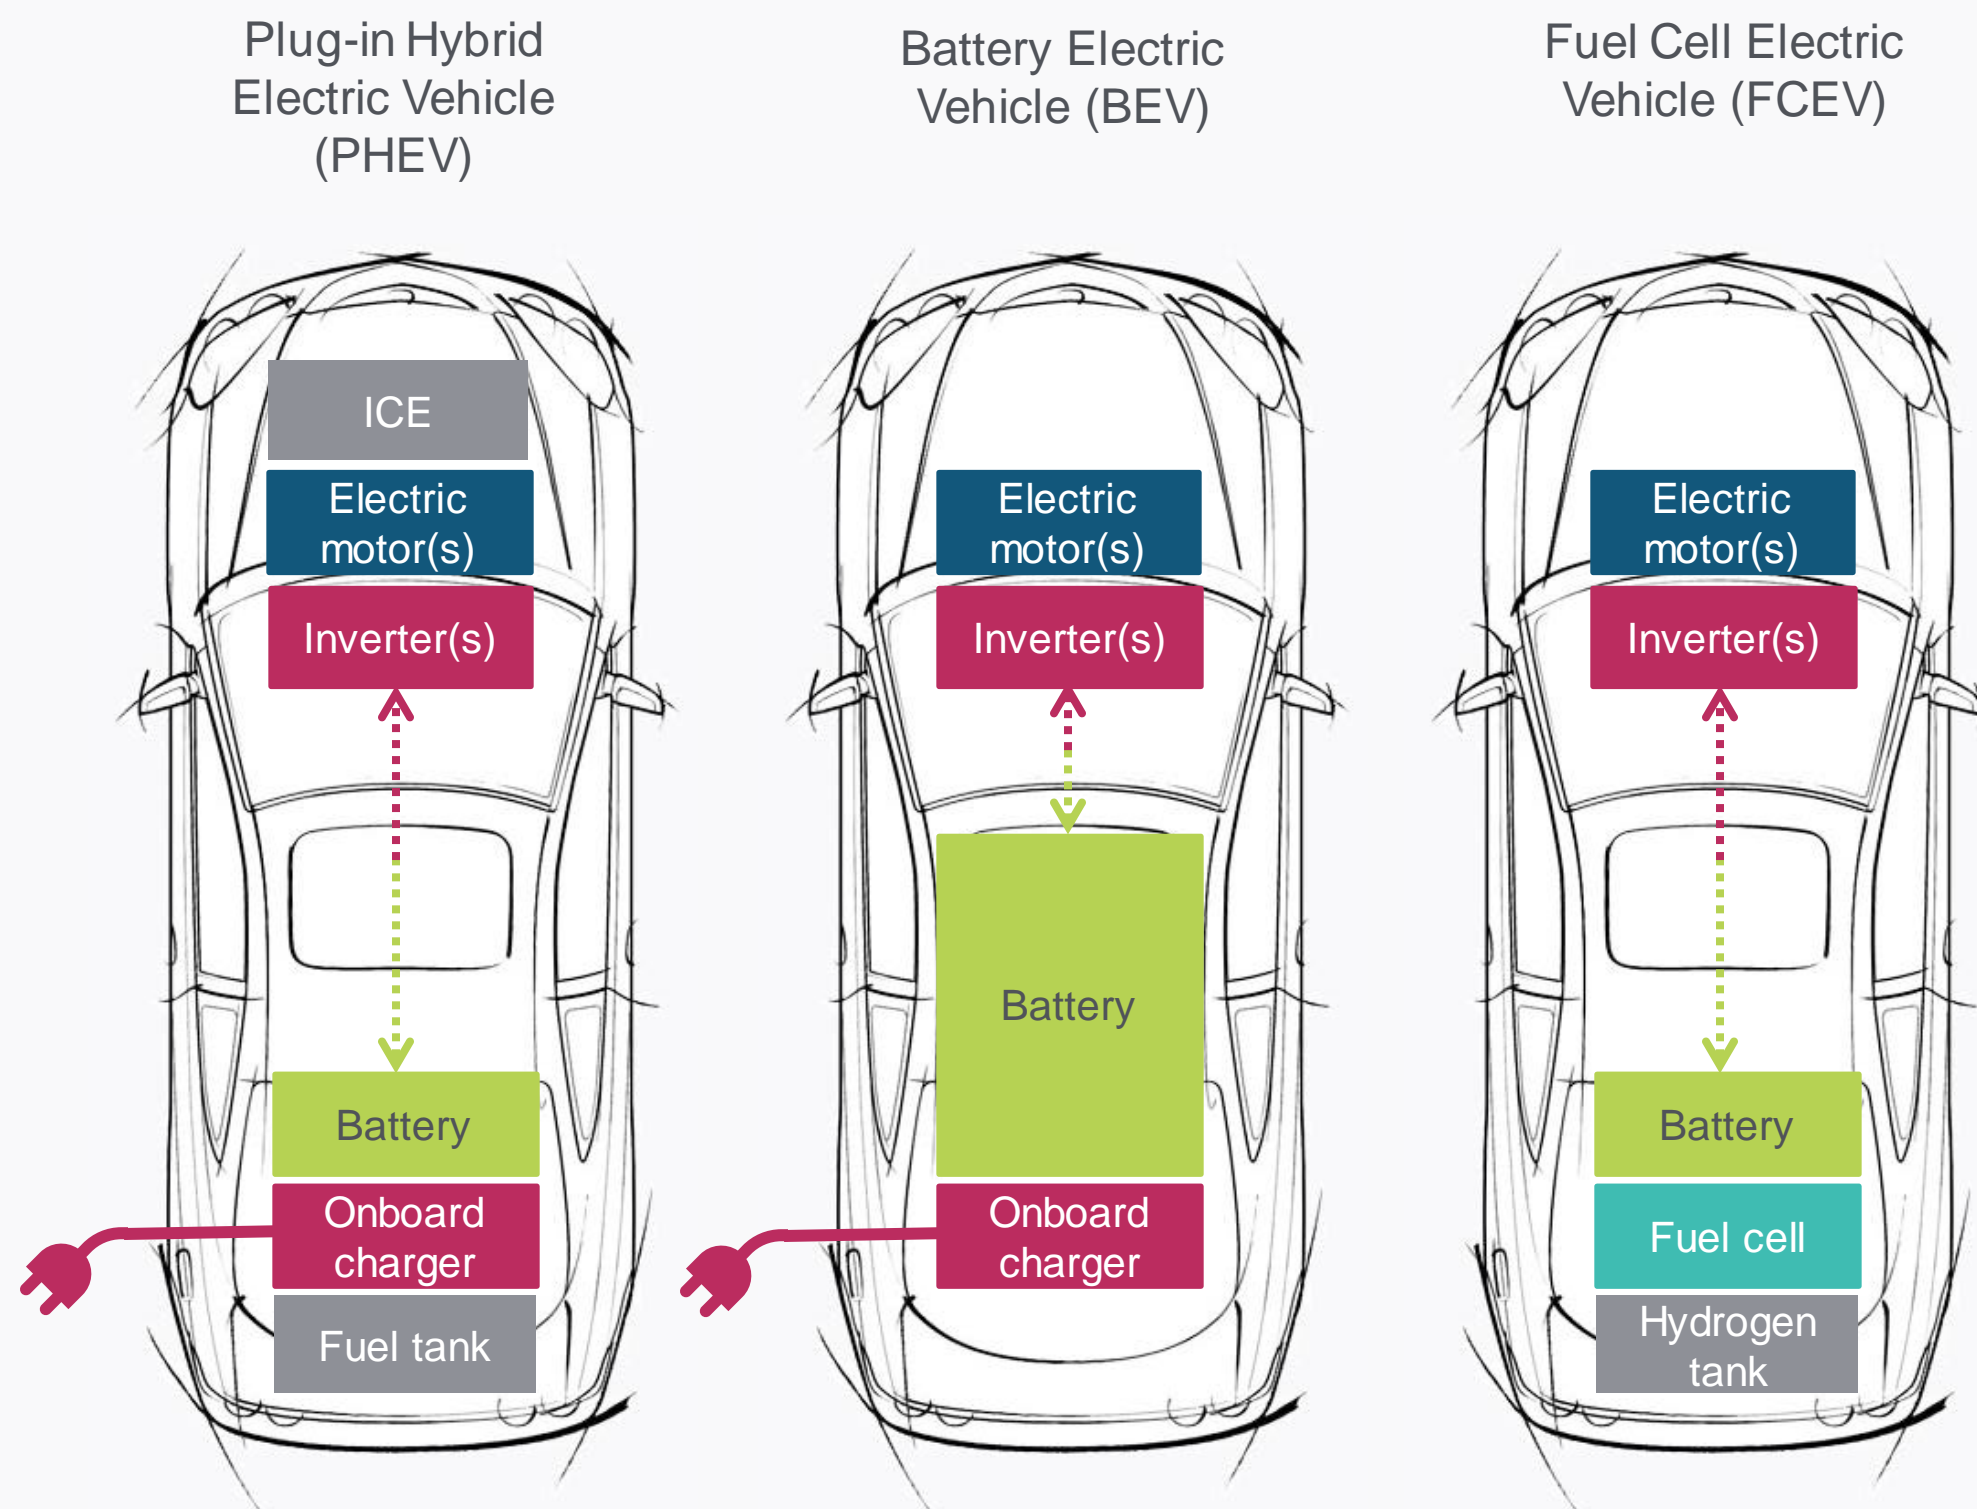 Plug-in Hybrid
Electric Vehicle
(PHEV)
ICE
Electric
motor(s)
Inverter(s)
Battery
Onboard
charger
Fuel tank
Battery Electric
Vehicle (BEV)
Electric
motor(s)
Inverter(s)
Battery
Onboard
charger
Fuel Cell Electric
Vehicle (FCEV)
Electric
motor(s)
Inverter(s)
Battery
Fuel cell
Hydrogen
tank